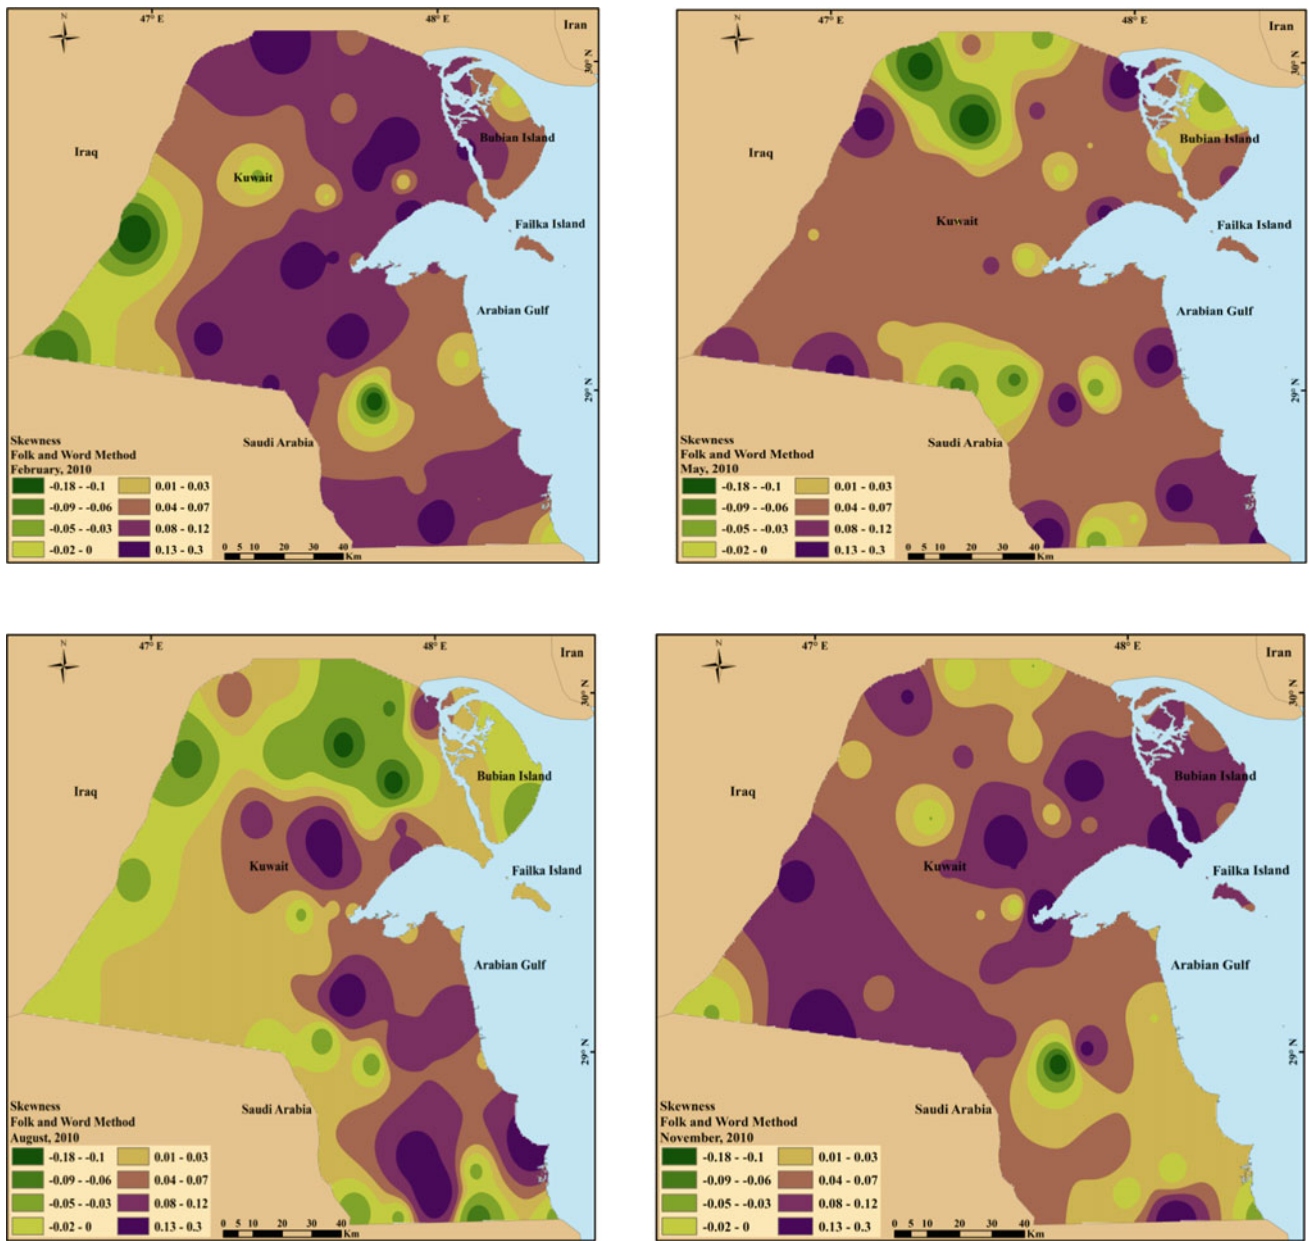 47° E
48° E
Iran
N
30° N
Iraq
Bubian Island
Kuwait
Failka Island
Arabian Gulf
29° N
Saudi Arabia
Skewness
Folk and Word Method
February, 2010
-0.18 - -0.1
0.01 - 0.03
-0.09 - -0.06
0.04 - 0.07
-0.05 - -0.03
0.08 - 0.12
-0.02 - 0
0.13 - 0.3
0 5 10 20 30 40
Km
47° E
48° E
Iran
N
30° N
Iraq
Bubian Island
Kuwait
Failka Island
Arabian Gulf
29° N
Saudi Arabia
Skewness
Folk and Word Method
May, 2010
-0.18 - -0.1
0.01 - 0.03
-0.09 - -0.06
0.04 - 0.07
-0.05 - -0.03
0.08 - 0.12
-0.02 - 0
0.13 - 0.3
0 5 10 20 30 40
Km
47° E
48° E
Iran
N
30° N
Iraq
Bubian Island
Kuwait
Failka Island
Arabian Gulf
29° N
Saudi Arabia
Skewness
Folk and Word Method
August, 2010
-0.18 - -0.1
0.01 - 0.03
-0.09 - -0.06
0.04 - 0.07
-0.05 - -0.03
0.08 - 0.12
-0.02 - 0
0.13 - 0.3
0 5 10 20 30 40
Km
47° E
48° E
Iran
N
30° N
Iraq
Bubian Island
Kuwait
Failka Island
Arabian Gulf
29° N
Saudi Arabia
Skewness
Folk and Word Method
November, 2010
-0.18 - -0.1
0.01 - 0.03
-0.09 - -0.06
0.04 - 0.07
-0.05 - -0.03
0.08 - 0.12
-0.02 - 0
0.13 - 0.3
0 5 10 20 30 40
Km